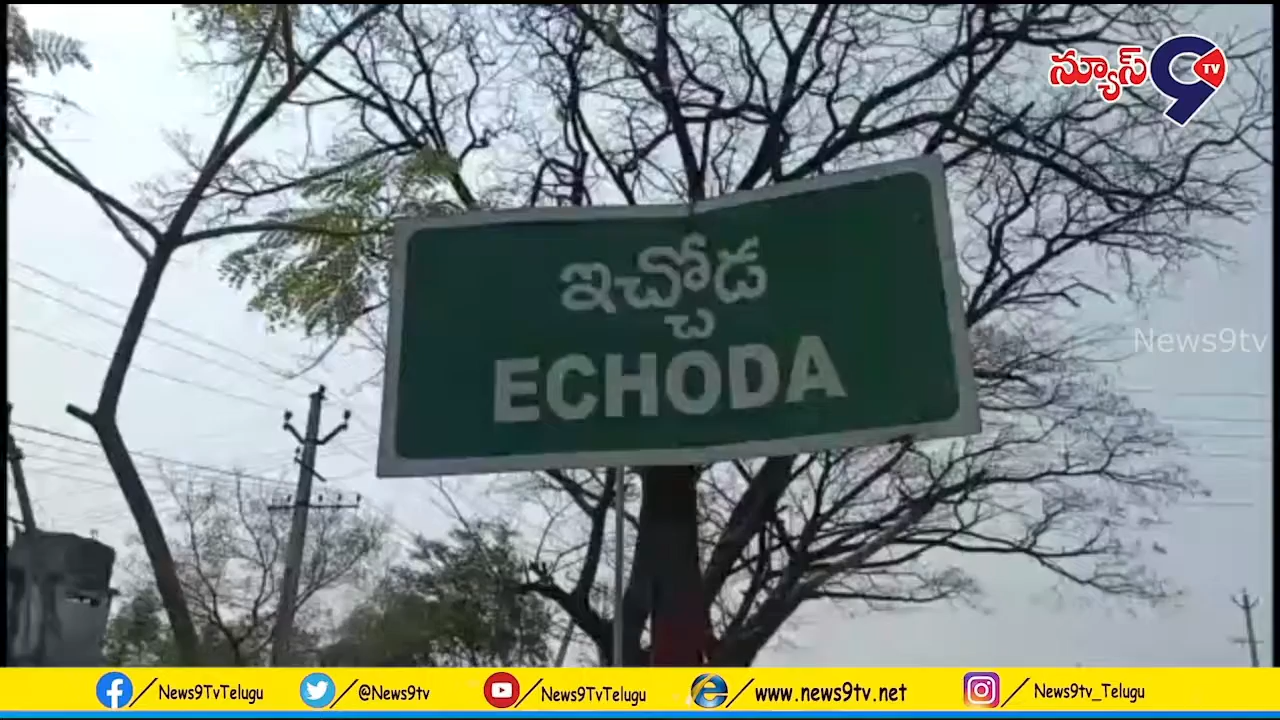 న్యూస్ 9 TV
ఇచ్చోడ
ECHODA
News9tv
News9TvTelugu
@News9tv
News9TvTelugu
www.news9tv.net
News9tv_Telugu